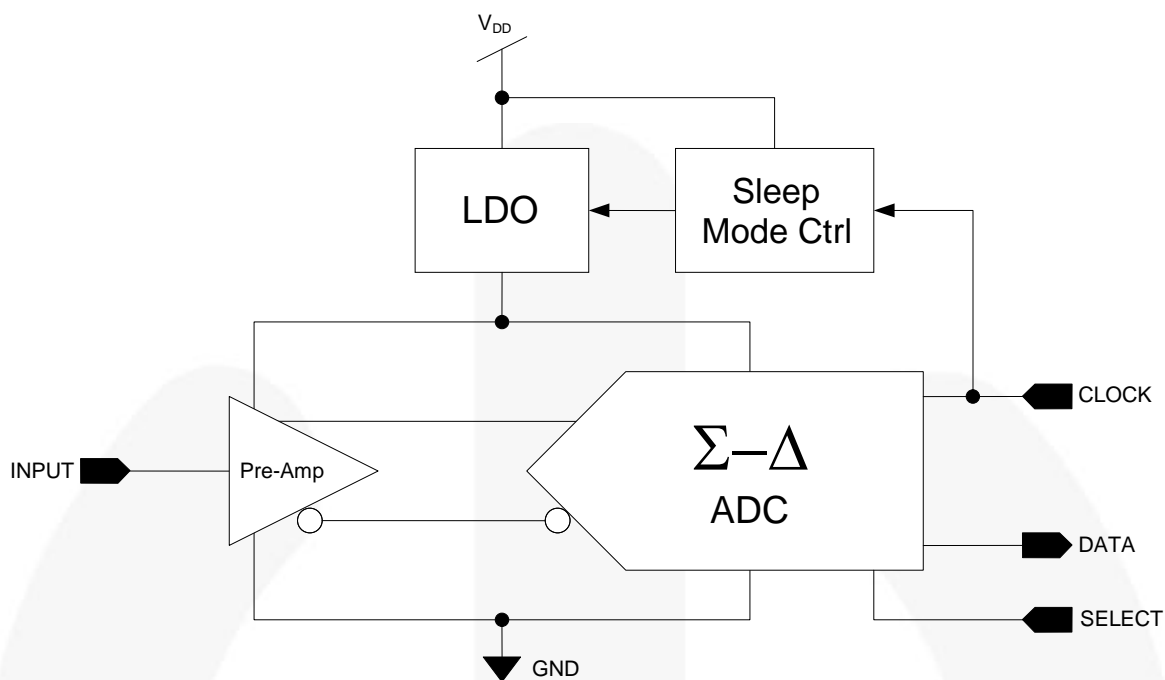 VDD
LDO
Sleep
Mode Ctrl
CLOCK
Σ–Δ
ADC
INPUT
Pre-Amp
DATA
SELECT
GND